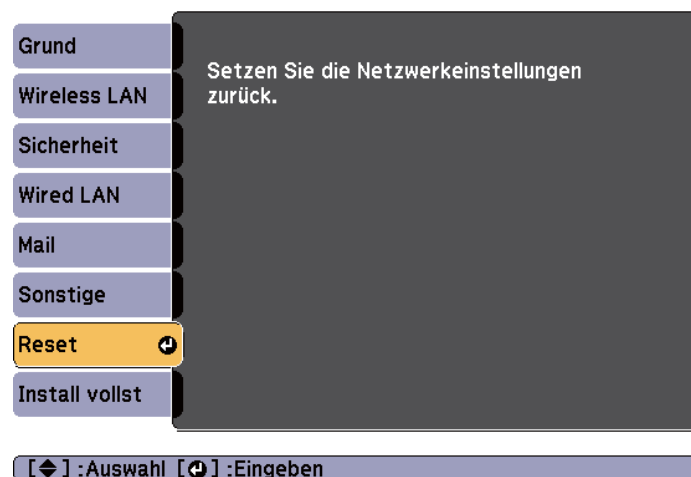 Grund
Wireless LAN
Sicherheit
Wired LAN
Mail
Sonstige
Reset
Install vollst
Setzen Sie die Netzwerkeinstellungen
zurück.
[ ] :Auswahl [ ] :Eingeben